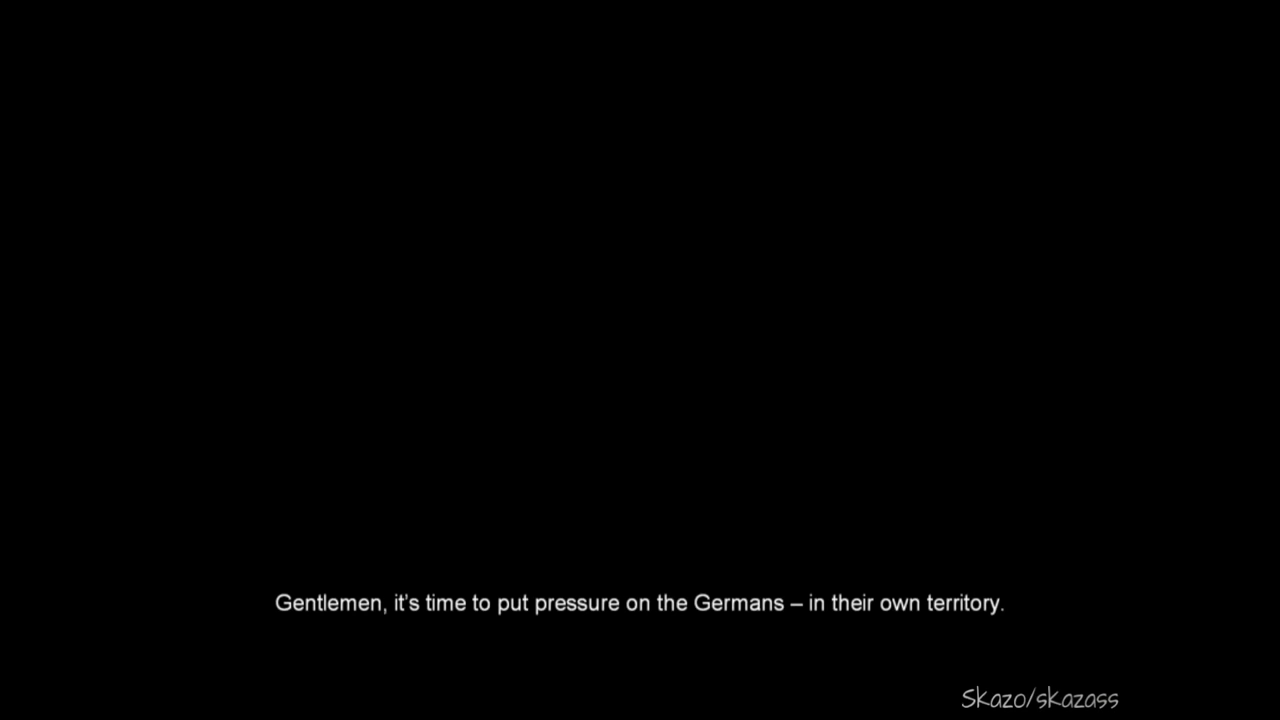 Gentlemen, it's time to put pressure on the Germans – in their own territory.
Skazo/skazass